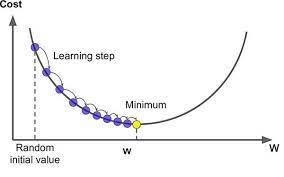 Cost
Learning step
Minimum
Random
initial value
w
W